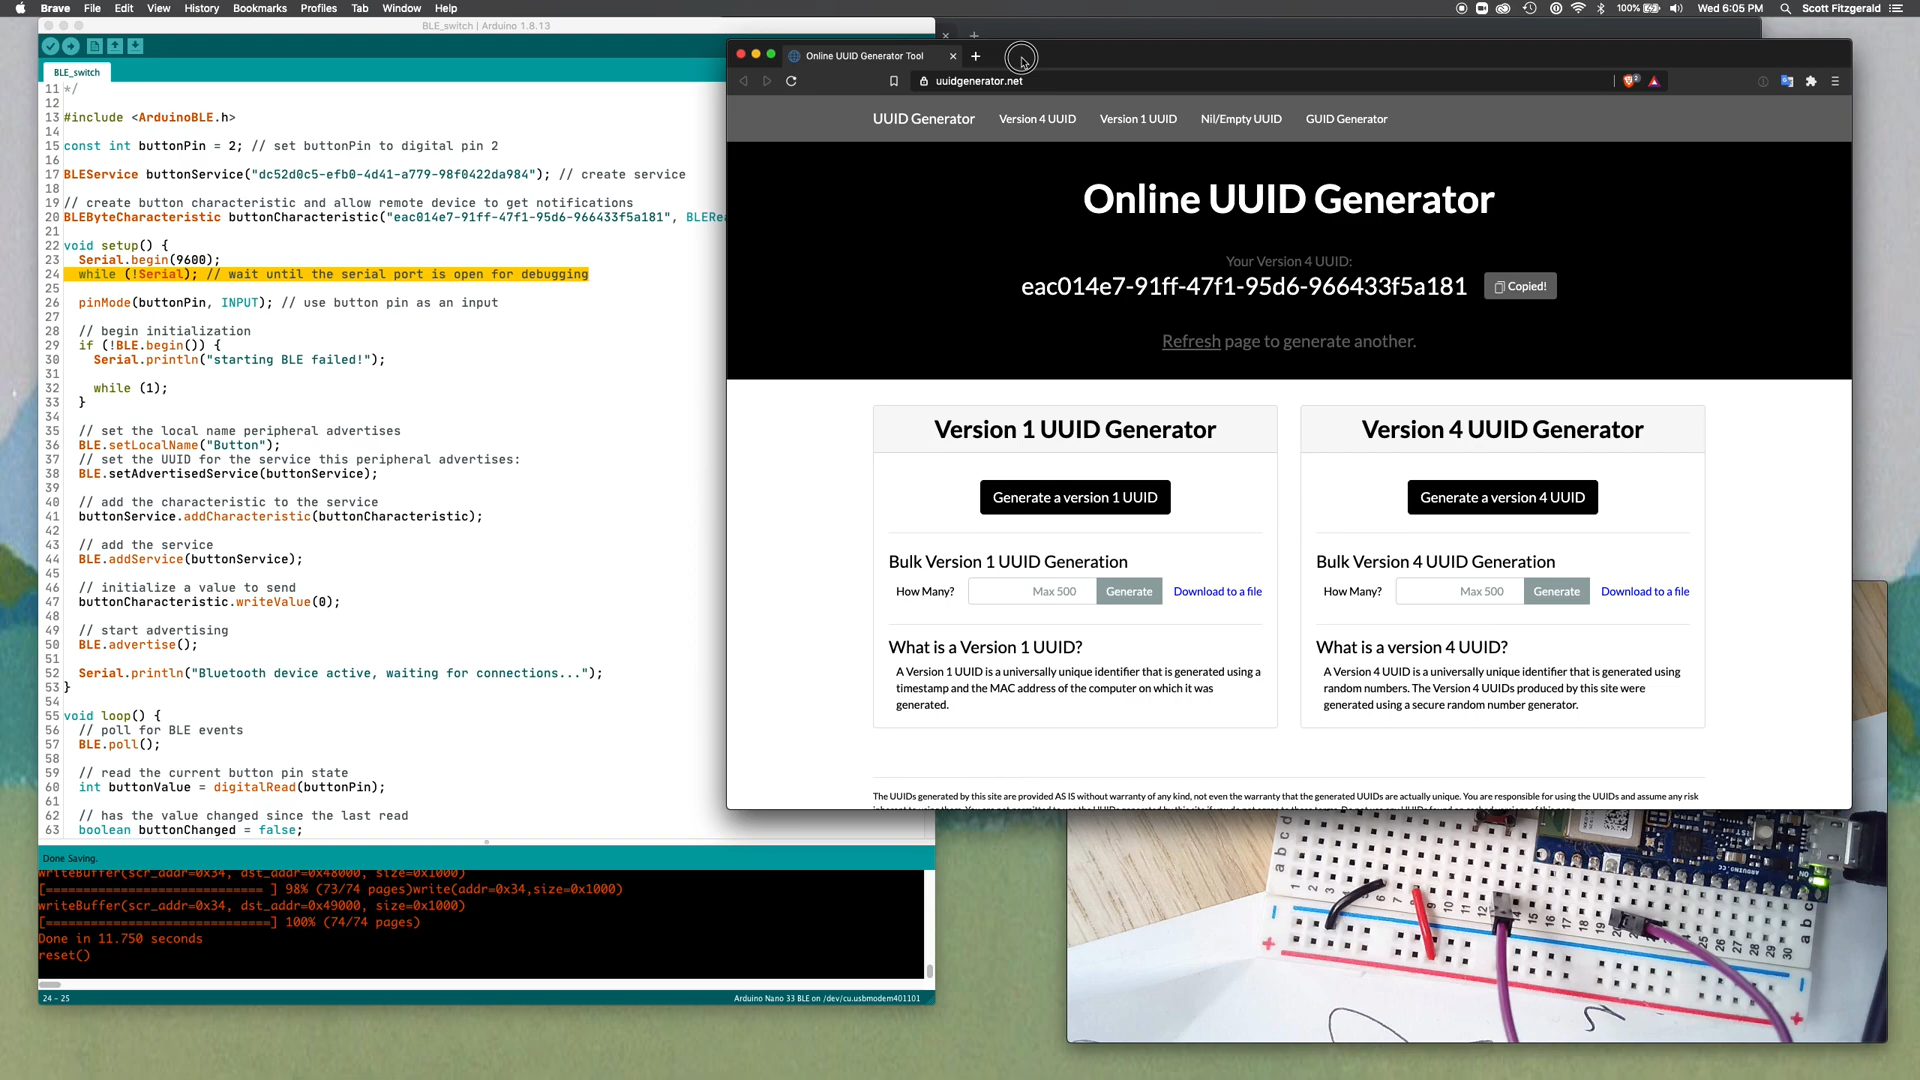 Brave File Edit View History Bookmarks Profiles Tab Window Help
100% Wed 6:05 PM Scott Fitzgerald
BLE_switch | Arduino 1.8.13
BLE_switch
11 */
12
13 #include <ArduinoBLE.h>
14
15 const int buttonPin = 2; // set buttonPin to digital pin 2
16
17 BLEService buttonService("dc52d0c5-efb0-4d41-a779-98f0422da984"); // create service
18
19 // create button characteristic and allow remote device to get notifications
20 BLEByteCharacteristic buttonCharacteristic("eac014e7-91ff-47f1-95d6-966433f5a181", BLERea
21
22 void setup() {
23 Serial.begin(9600);
24 while (!Serial); // wait until the serial port is open for debugging
25
26 pinMode(buttonPin, INPUT); // use button pin as an input
27
28 // begin initialization
29 if (!BLE.begin()) {
30 Serial.println("starting BLE failed!");
31
32 while (1);
33 }
34
35 // set the local name peripheral advertises
36 BLE.setLocalName("Button");
37 // set the UUID for the service this peripheral advertises:
38 BLE.setAdvertisedService(buttonService);
39
40 // add the characteristic to the service
41 buttonService.addCharacteristic(buttonCharacteristic);
42
43 // add the service
44 BLE.addService(buttonService);
45
46 // initialize a value to send
47 buttonCharacteristic.writeValue(0);
48
49 // start advertising
50 BLE.advertise();
51
52 Serial.println("Bluetooth device active, waiting for connections...");
53 }
54
55 void loop() {
56 // poll for BLE events
57 BLE.poll();
58
59 // read the current button pin state
60 int buttonValue = digitalRead(buttonPin);
61
62 // has the value changed since the last read
63 boolean buttonChanged = false;
Done Saving.
writeBuffer(scr_addr=0x34, dst_addr=0x48000, size=0x1000)
[============================ ] 98% (73/74 pages)write(addr=0x34,size=0x1000)
writeBuffer(scr_addr=0x34, dst_addr=0x49000, size=0x1000)
[==============================] 100% (74/74 pages)
Done in 11.750 seconds
reset()
24 - 25
Arduino Nano 33 BLE on /dev/cu.usbmodem401101
Online UUID Generator Tool
uuidgenerator.net
UUID Generator Version 4 UUID Version 1 UUID Nil/Empty UUID GUID Generator
Online UUID Generator
Your Version 4 UUID:
eac014e7-91ff-47f1-95d6-966433f5a181 Copied!
Refresh page to generate another.
Version 1 UUID Generator
Generate a version 1 UUID
Bulk Version 1 UUID Generation
How Many? Max 500 Generate Download to a file
What is a Version 1 UUID?
A Version 1 UUID is a universally unique identifier that is generated using a
timestamp and the MAC address of the computer on which it was
generated.
Version 4 UUID Generator
Generate a version 4 UUID
Bulk Version 4 UUID Generation
How Many? Max 500 Generate Download to a file
What is a version 4 UUID?
A Version 4 UUID is a universally unique identifier that is generated using
random numbers. The Version 4 UUIDs produced by this site were
generated using a secure random number generator.
The UUIDs generated by this site are provided AS IS without warranty of any kind, not even the warranty that the generated UUIDs are actually unique. You are responsible for using the UUIDs and assume any risk